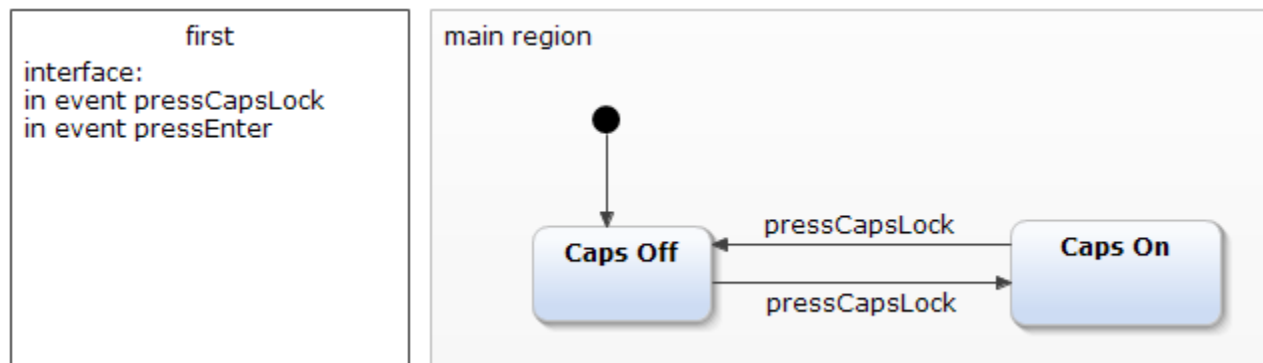 first
interface:
in event pressCapsLock
in event pressEnter
main region
pressCapsLock
Caps Off
Caps On
pressCapsLock